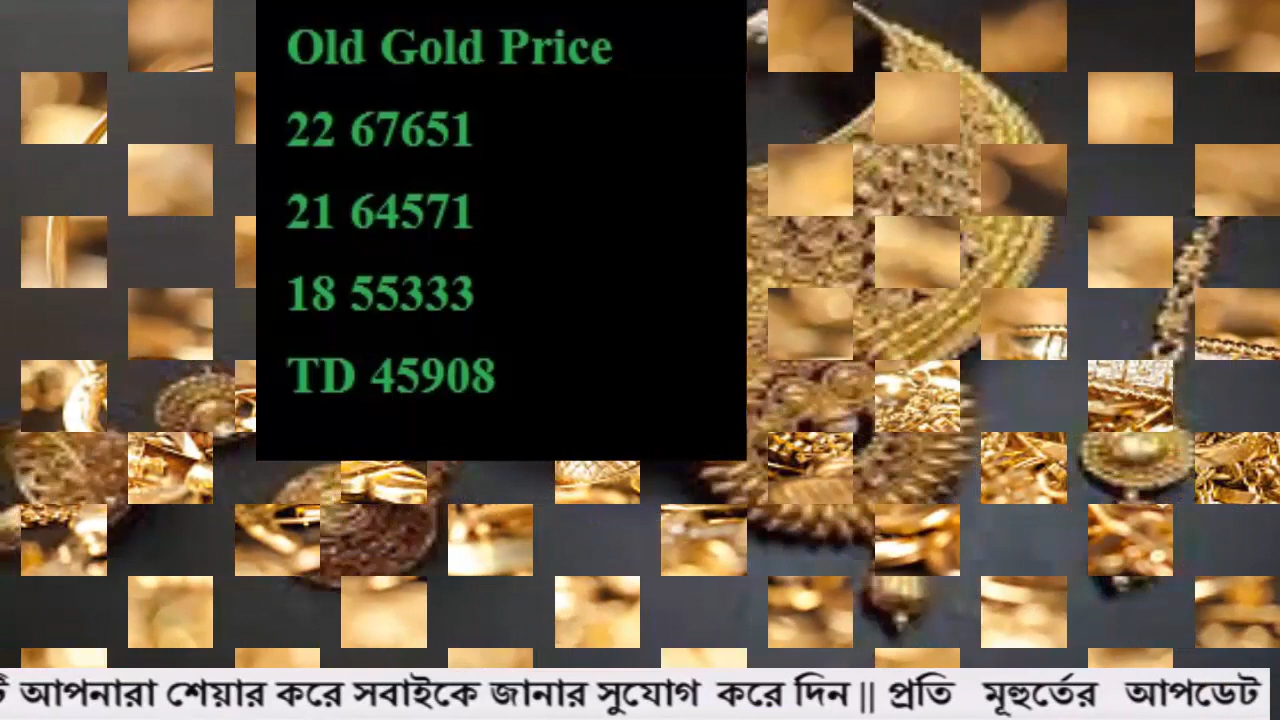 Old Gold Price
22 67651
21 64571
18 55333
TD 45908
আপনারা শেয়ার করে সবাইকে জানার সুযোগ করে দিন || প্রতি মূহুর্তের আপডেট